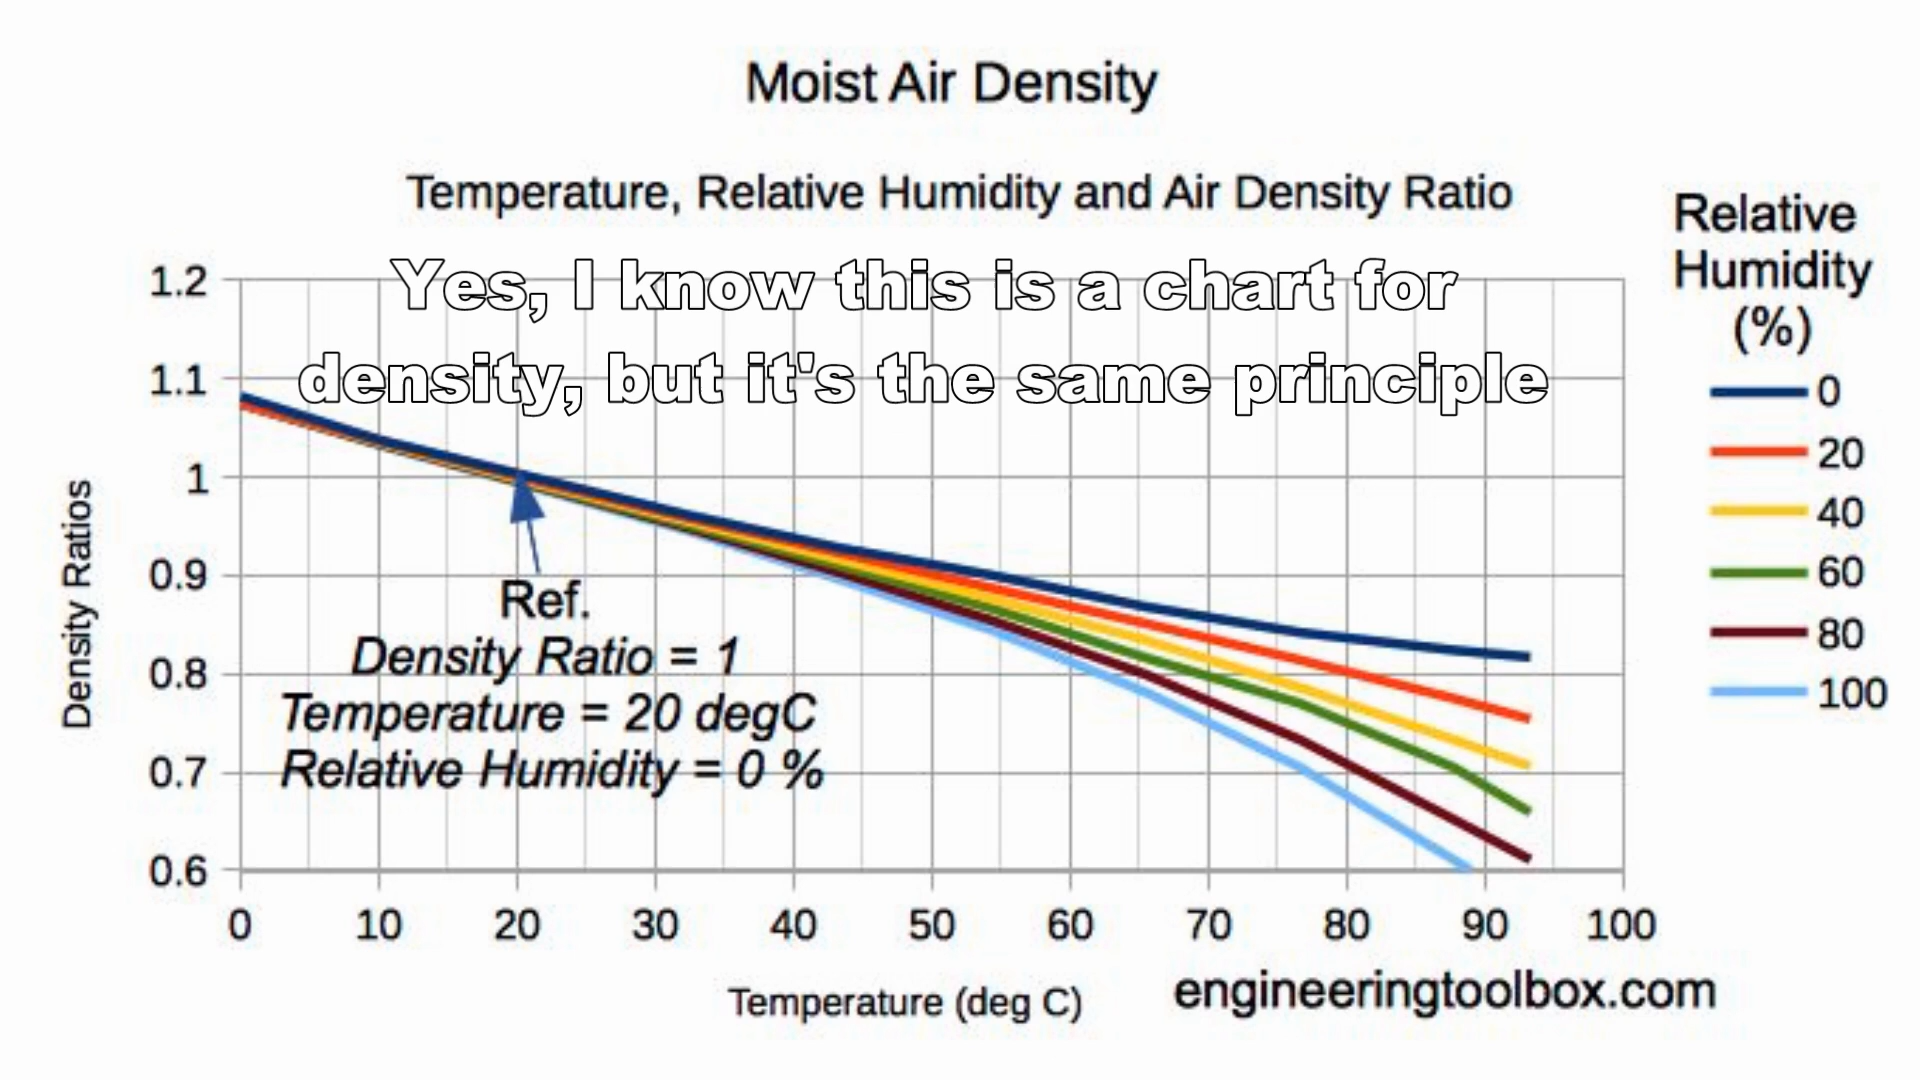 Moist Air Density
Temperature, Relative Humidity and Air Density Ratio
Yes, I know this is a chart for
density, but it's the same principle
Relative
Humidity
(%)
0
20
40
60
80
100
Density Ratios
1.2
1.1
1
0.9
0.8
0.7
0.6
Ref.
Density Ratio = 1
Temperature = 20 degC
Relative Humidity = 0 %
0 10 20 30 40 50 60 70 80 90 100
Temperature (deg C)
engineeringtoolbox.com